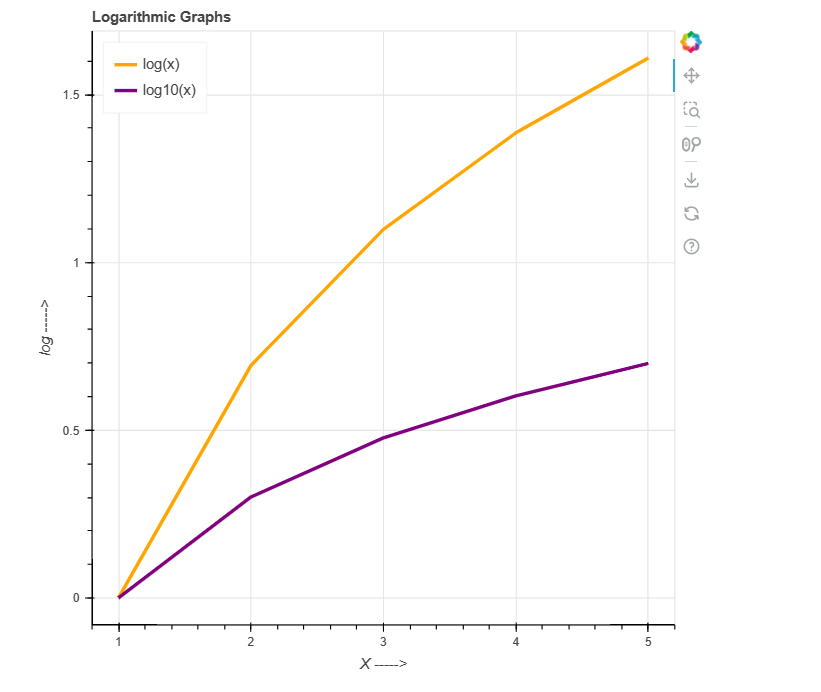 Logarithmic Graphs
log(x)
log10(x)
1.5
1
0.5
0
log ----->
1 2 3 4 5
X ----->
?